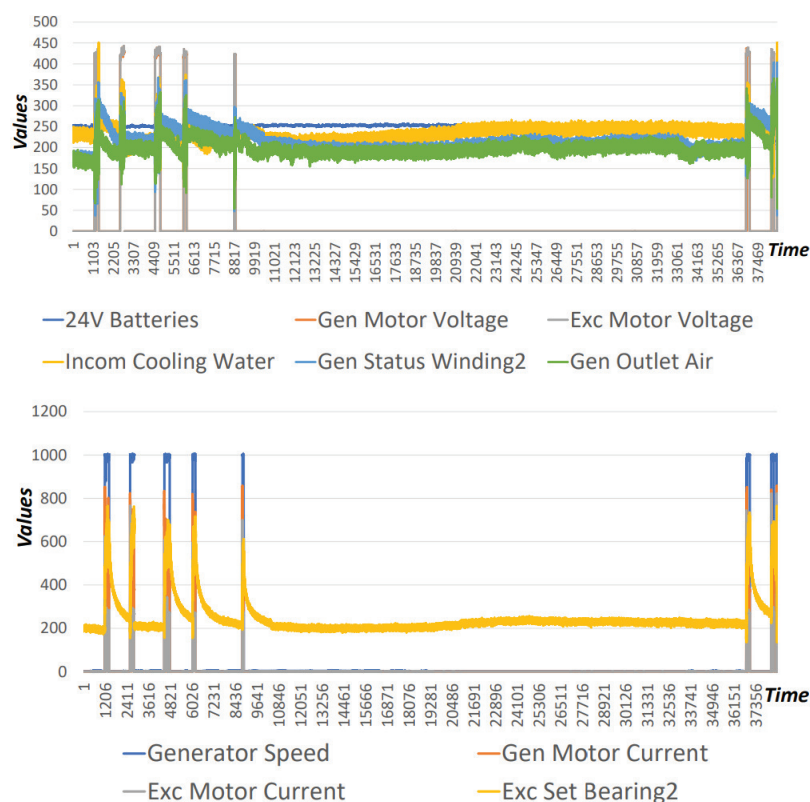 500
450
400
350
300
250
200
150
100
50
0
Values
1 1103 2205 3307 4409 5511 6613 7715 8817 9919 11021 12123 13225 14327 15429 16531 17633 18735 19837 20939 22041 23143 24245 25347 26449 27551 28653 29755 30857 31959 33061 34163 35265 36367 37469 Time
24V Batteries Gen Motor Voltage Exc Motor Voltage
Incom Cooling Water Gen Status Winding2 Gen Outlet Air
1200
1000
800
600
400
200
0
Values
1 1206 2411 3616 4821 6026 7231 8436 9641 10846 12051 13256 14461 15666 16871 18076 19281 20486 21691 22896 24101 25306 26511 27716 28921 30126 31331 32536 33741 34946 36151 37356 Time
Generator Speed Gen Motor Current
Exc Motor Current Exc Set Bearing2